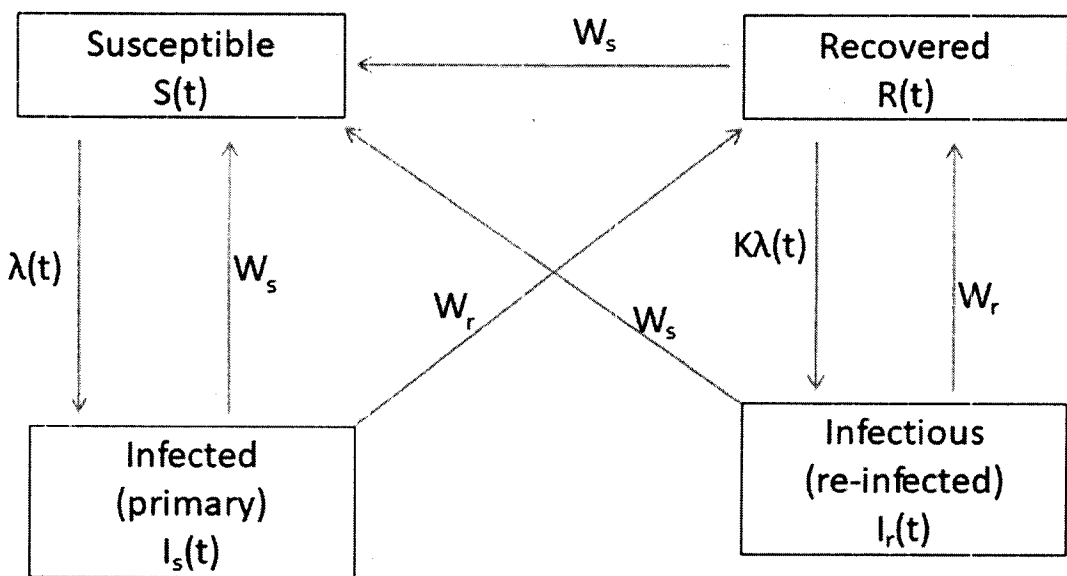 Susceptible
S(t)
W_s
Recovered
R(t)
λ(t)
W_s
W_r
W_s
Kλ(t)
W_r
Infected
(primary)
I_s(t)
Infectious
(re-infected)
I_r(t)